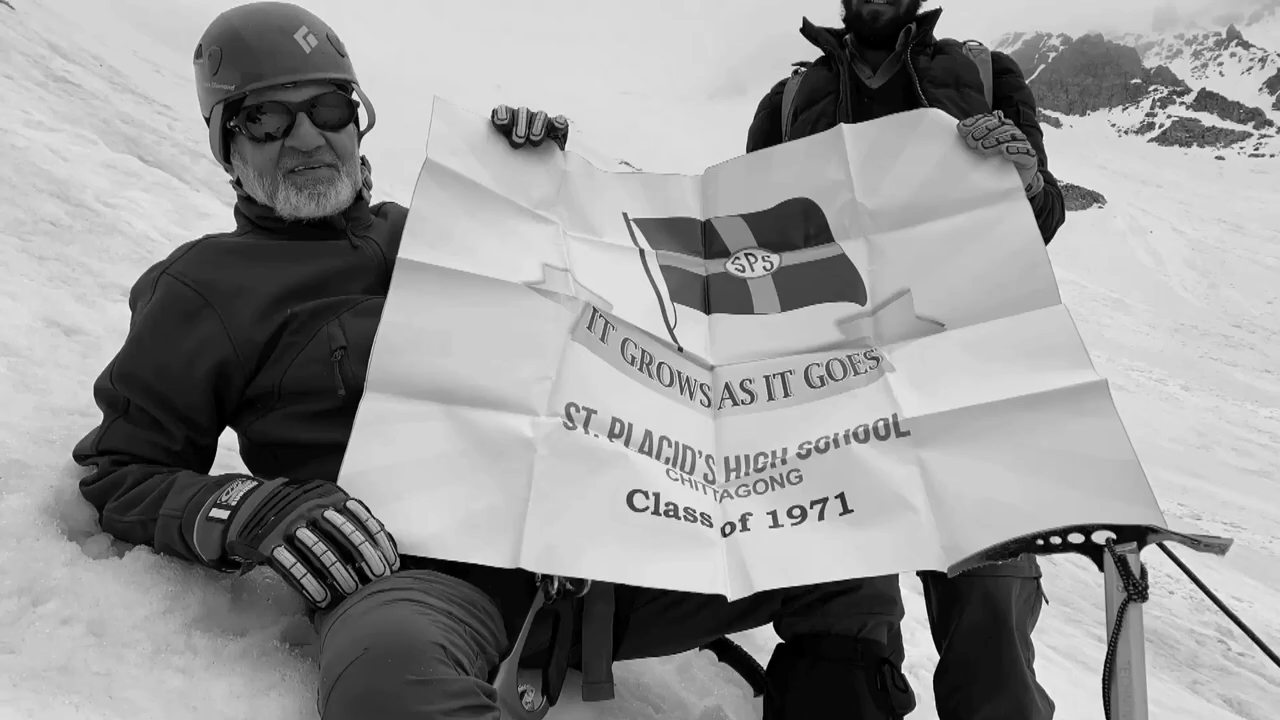 SPS
IT GROWS AS IT GOES
ST. PLACID'S HIGH SCHOOL
CHITTAGONG
Class of 1971